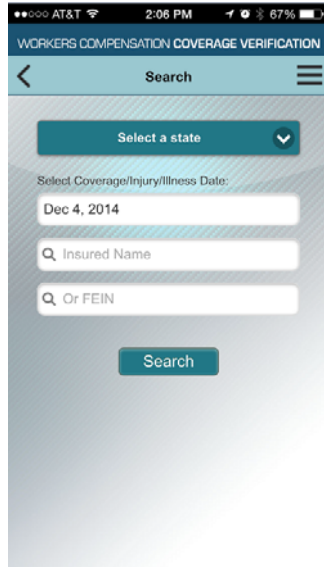 AT&T 2:06 PM 67%
WORKERS COMPENSATION COVERAGE VERIFICATION
Search
Select a state
Select Coverage/Injury/Illness Date:
Dec 4, 2014
Insured Name
Or FEIN
Search